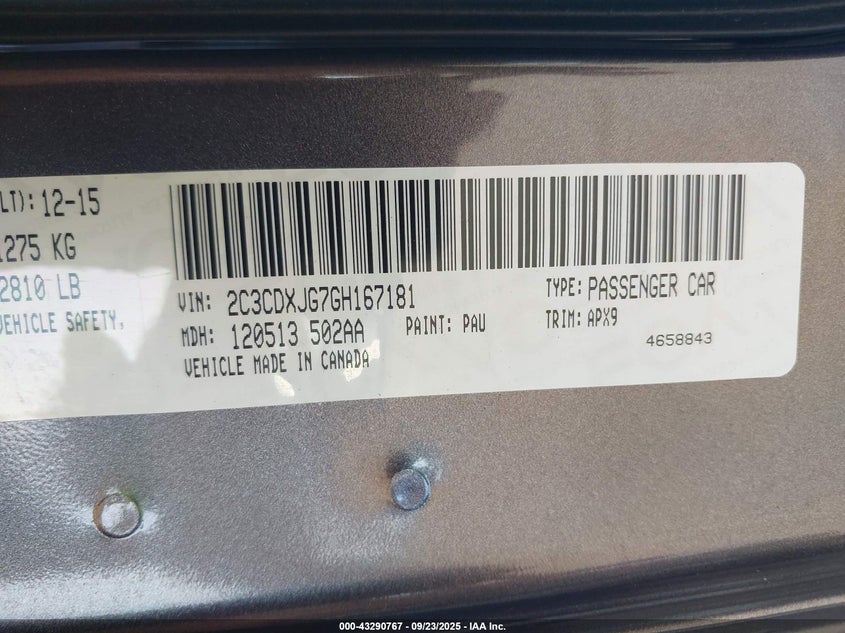 LT): 12-15
1275 KG
2810 LB
VEHICLE SAFETY,
VIN: 2C3CDXJG7GH167181
TYPE: PASSENGER CAR
MDH: 120513 502AA
PAINT: PAU
TRIM: APX9
VEHICLE MADE IN CANADA
4658843
000-43290767 - 09/23/2025 - IAA Inc.